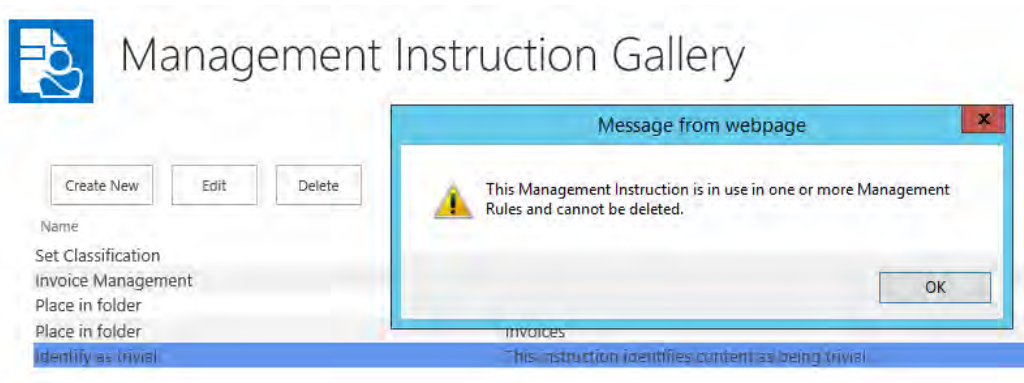 Management Instruction Gallery
Message from webpage
x
This Management Instruction is in use in one or more Management
Rules and cannot be deleted.
OK
Create New Edit Delete
Name
Set Classification
Invoice Management
Place in folder
Place in folder Invoices
Identify as trivial This instruction identifies content as being trivial